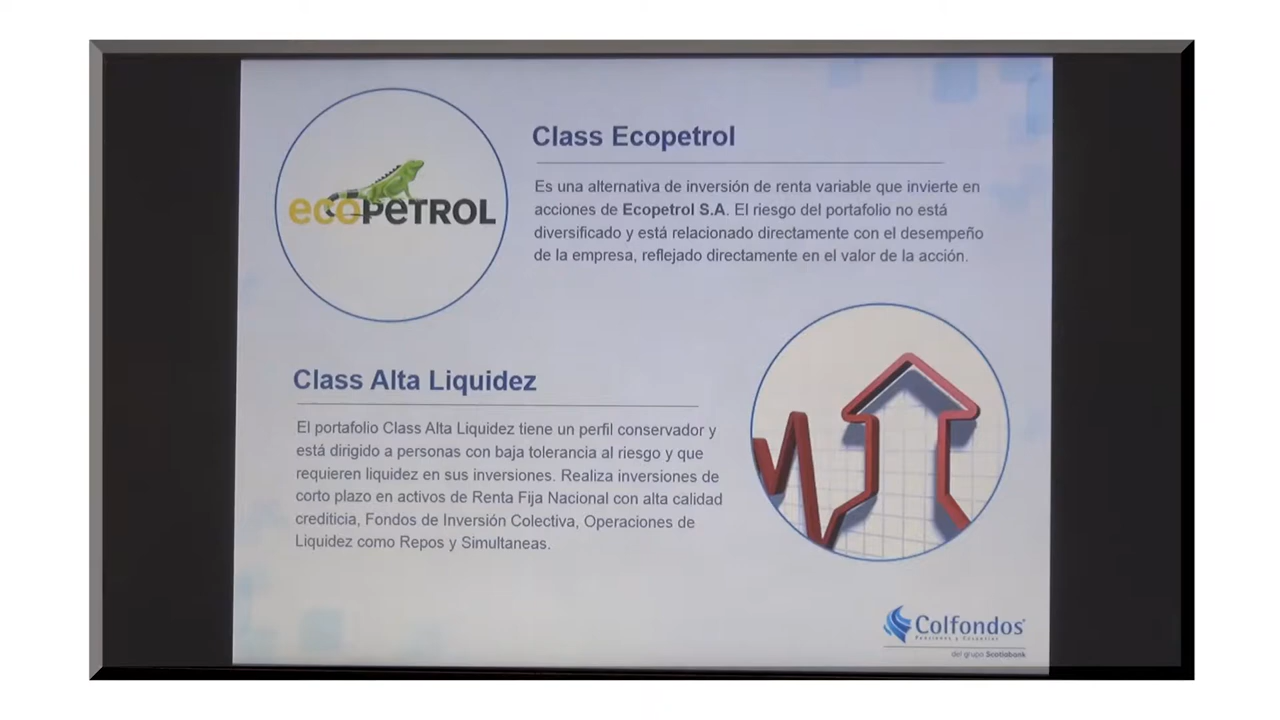 ecoPETROL
Class Ecopetrol
Es una alternativa de inversión de renta variable que invierte en
acciones de Ecopetrol S.A. El riesgo del portafolio no está
diversificado y está relacionado directamente con el desempeño
de la empresa, reflejado directamente en el valor de la acción.
Class Alta Liquidez
El portafolio Class Alta Liquidez tiene un perfil conservador y
está dirigido a personas con baja tolerancia al riesgo y que
requieren liquidez en sus inversiones. Realiza inversiones de
corto plazo en activos de Renta Fija Nacional con alta calidad
crediticia, Fondos de Inversión Colectiva, Operaciones de
Liquidez como Repos y Simultaneas.
Colfondos
Pensiones y Cesantías
del grupo Scotiabank